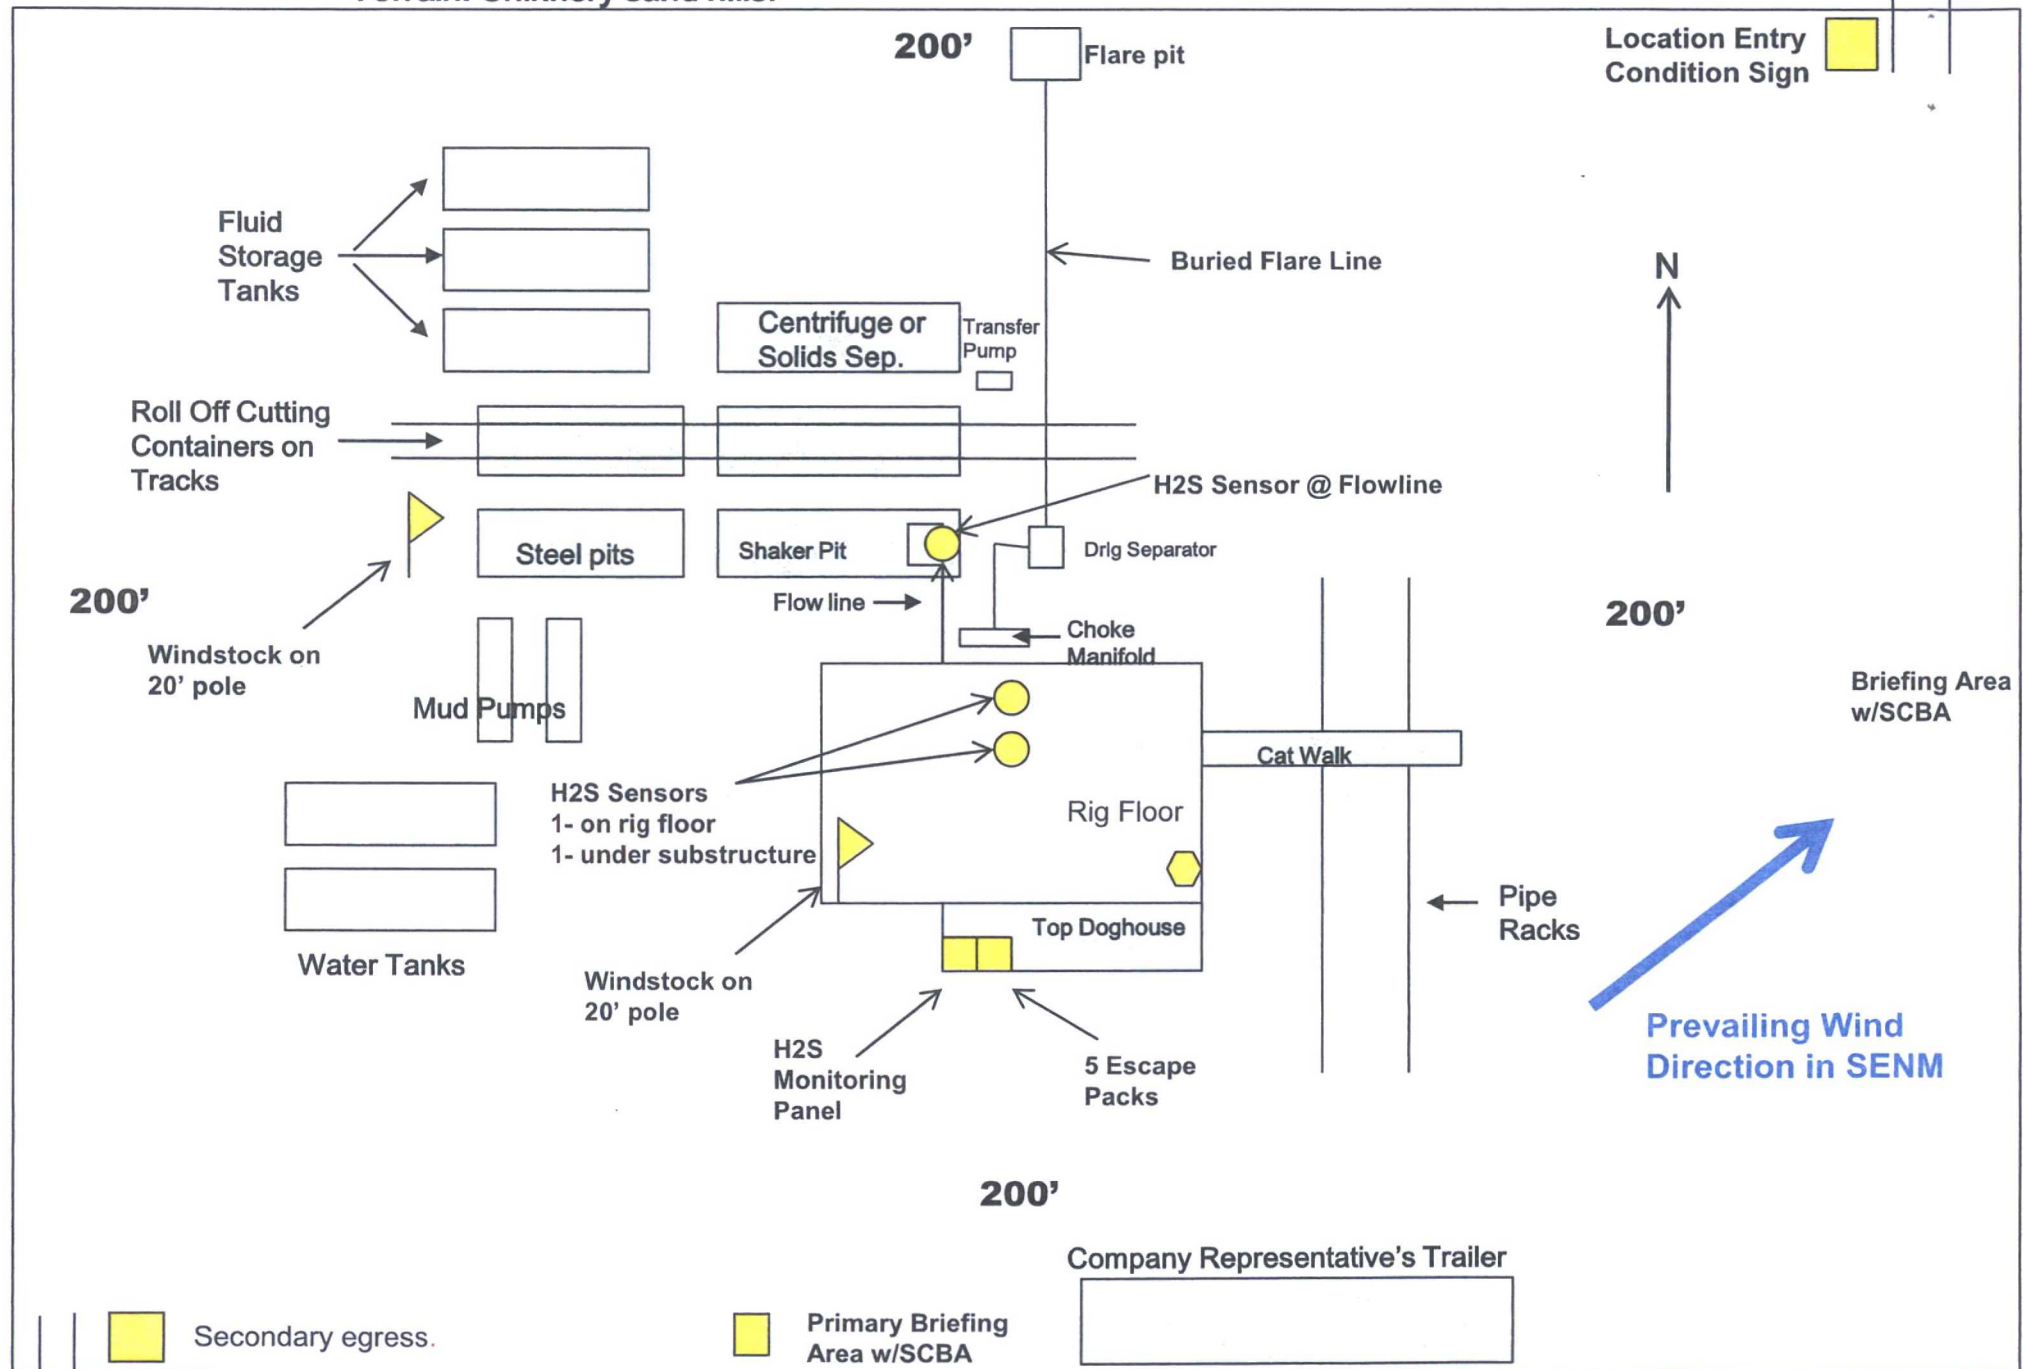 Terrain: Shinnery sand hills.
200’
Flare pit
Location Entry
Condition Sign
Fluid
Storage
Tanks
Buried Flare Line
N
Centrifuge or
Solids Sep.
Transfer
Pump
Roll Off Cutting
Containers on
Tracks
H2S Sensor @ Flowline
Steel pits
Shaker Pit
Drlg Separator
200’
Flow line
200’
Windstock on
20’ pole
Choke
Manifold
Mud Pumps
Briefing Area
w/SCBA
Cat Walk
H2S Sensors
1- on rig floor
1- under substructure
Rig Floor
Pipe
Racks
Top Doghouse
Water Tanks
Windstock on
20’ pole
Prevailing Wind
Direction in SENM
H2S
Monitoring
Panel
5 Escape
Packs
200’
Company Representative’s Trailer
Secondary egress.
Primary Briefing
Area w/SCBA